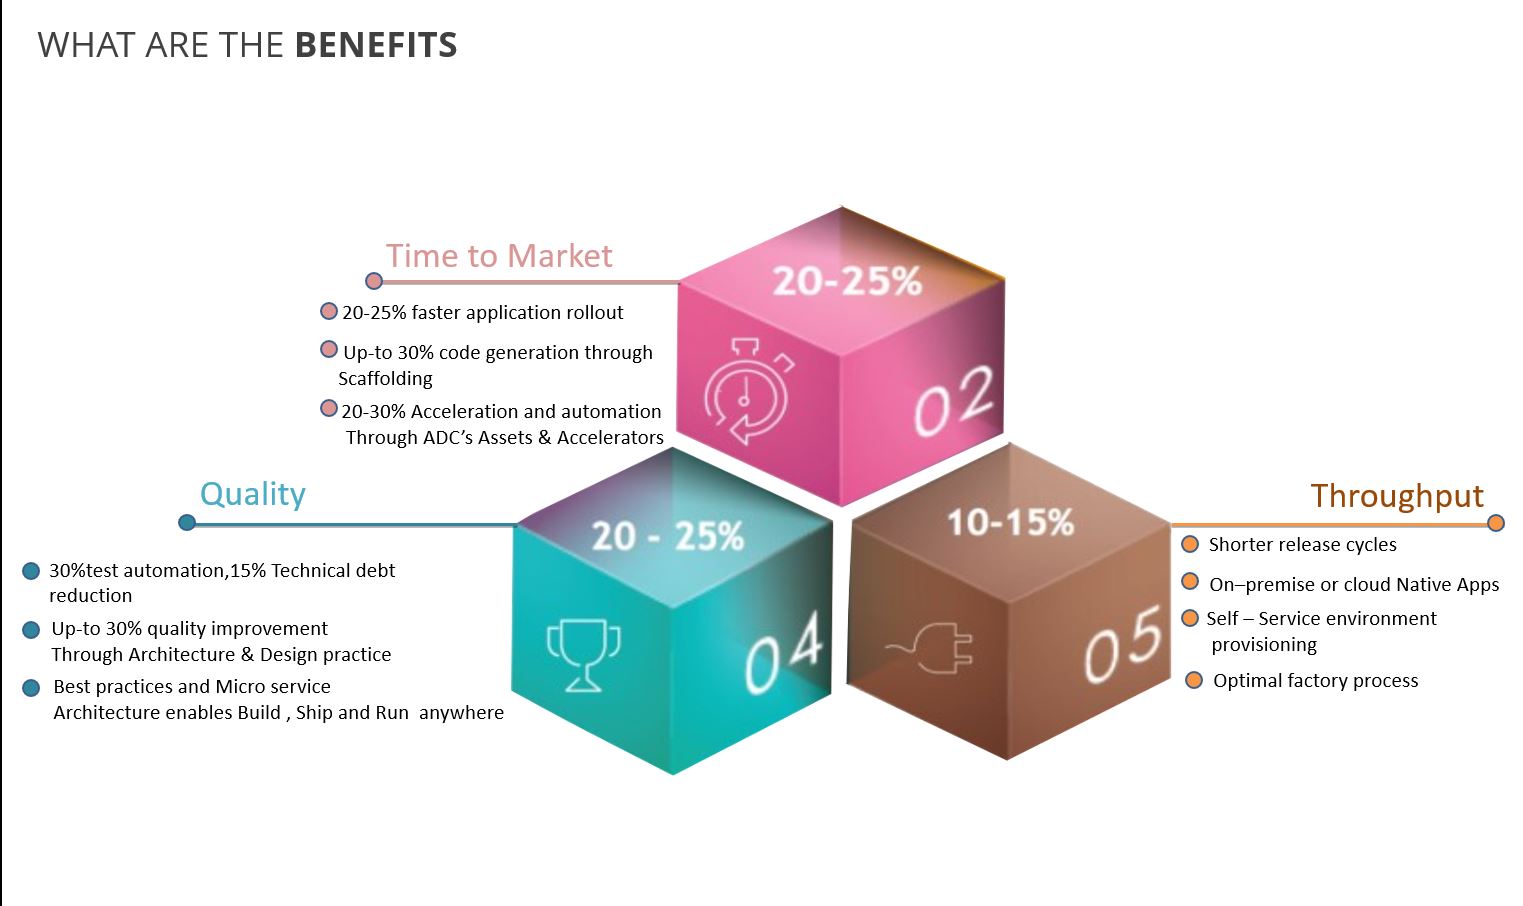 WHAT ARE THE BENEFITS
Time to Market
20-25% faster application rollout
Up-to 30% code generation through
Scaffolding
20-30% Acceleration and automation
Through ADC’s Assets & Accelerators
20-25%
02
Quality
30%test automation,15% Technical debt
reduction
Up-to 30% quality improvement
Through Architecture & Design practice
Best practices and Micro service
Architecture enables Build , Ship and Run  anywhere
20 - 25%
04
10-15%
05
Throughput
Shorter release cycles
On–premise or cloud Native Apps
Self – Service environment
provisioning
Optimal factory process